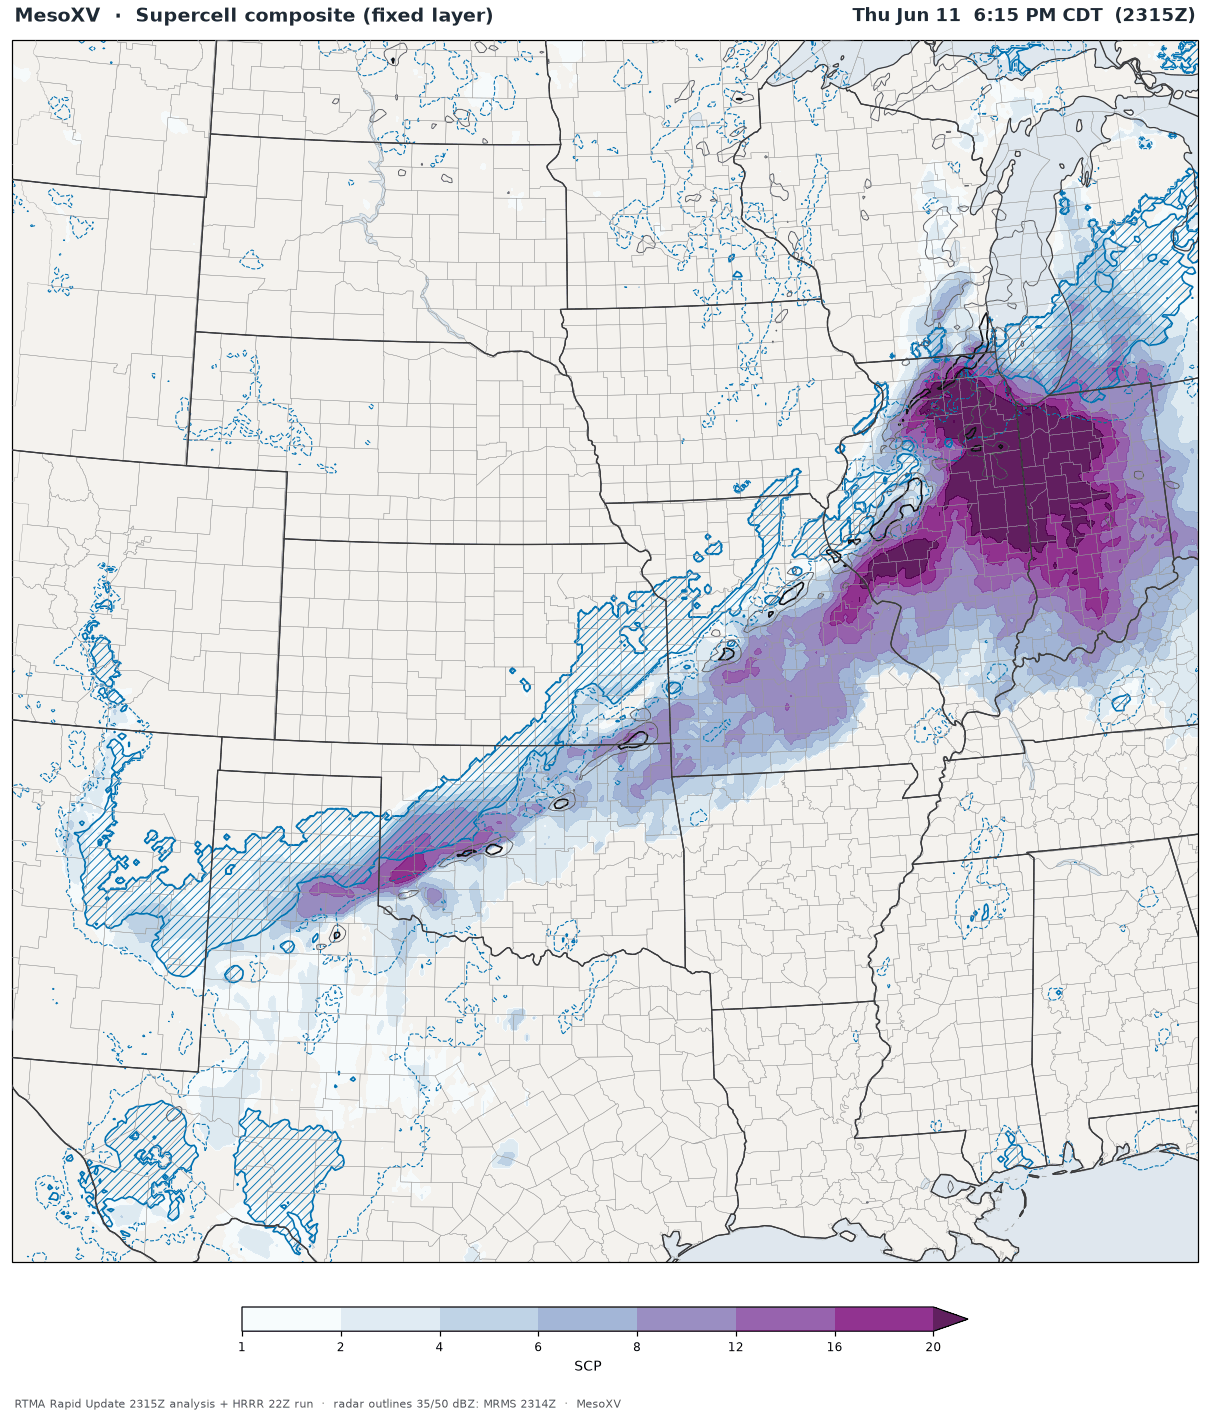 MesoXV · Supercell composite (fixed layer)
Thu Jun 11 6:15 PM CDT (2315Z)
1 2 4 6 8 12 16 20
SCP
RTMA Rapid Update 2315Z analysis + HRRR 22Z run · radar outlines 35/50 dBZ: MRMS 2314Z · MesoXV